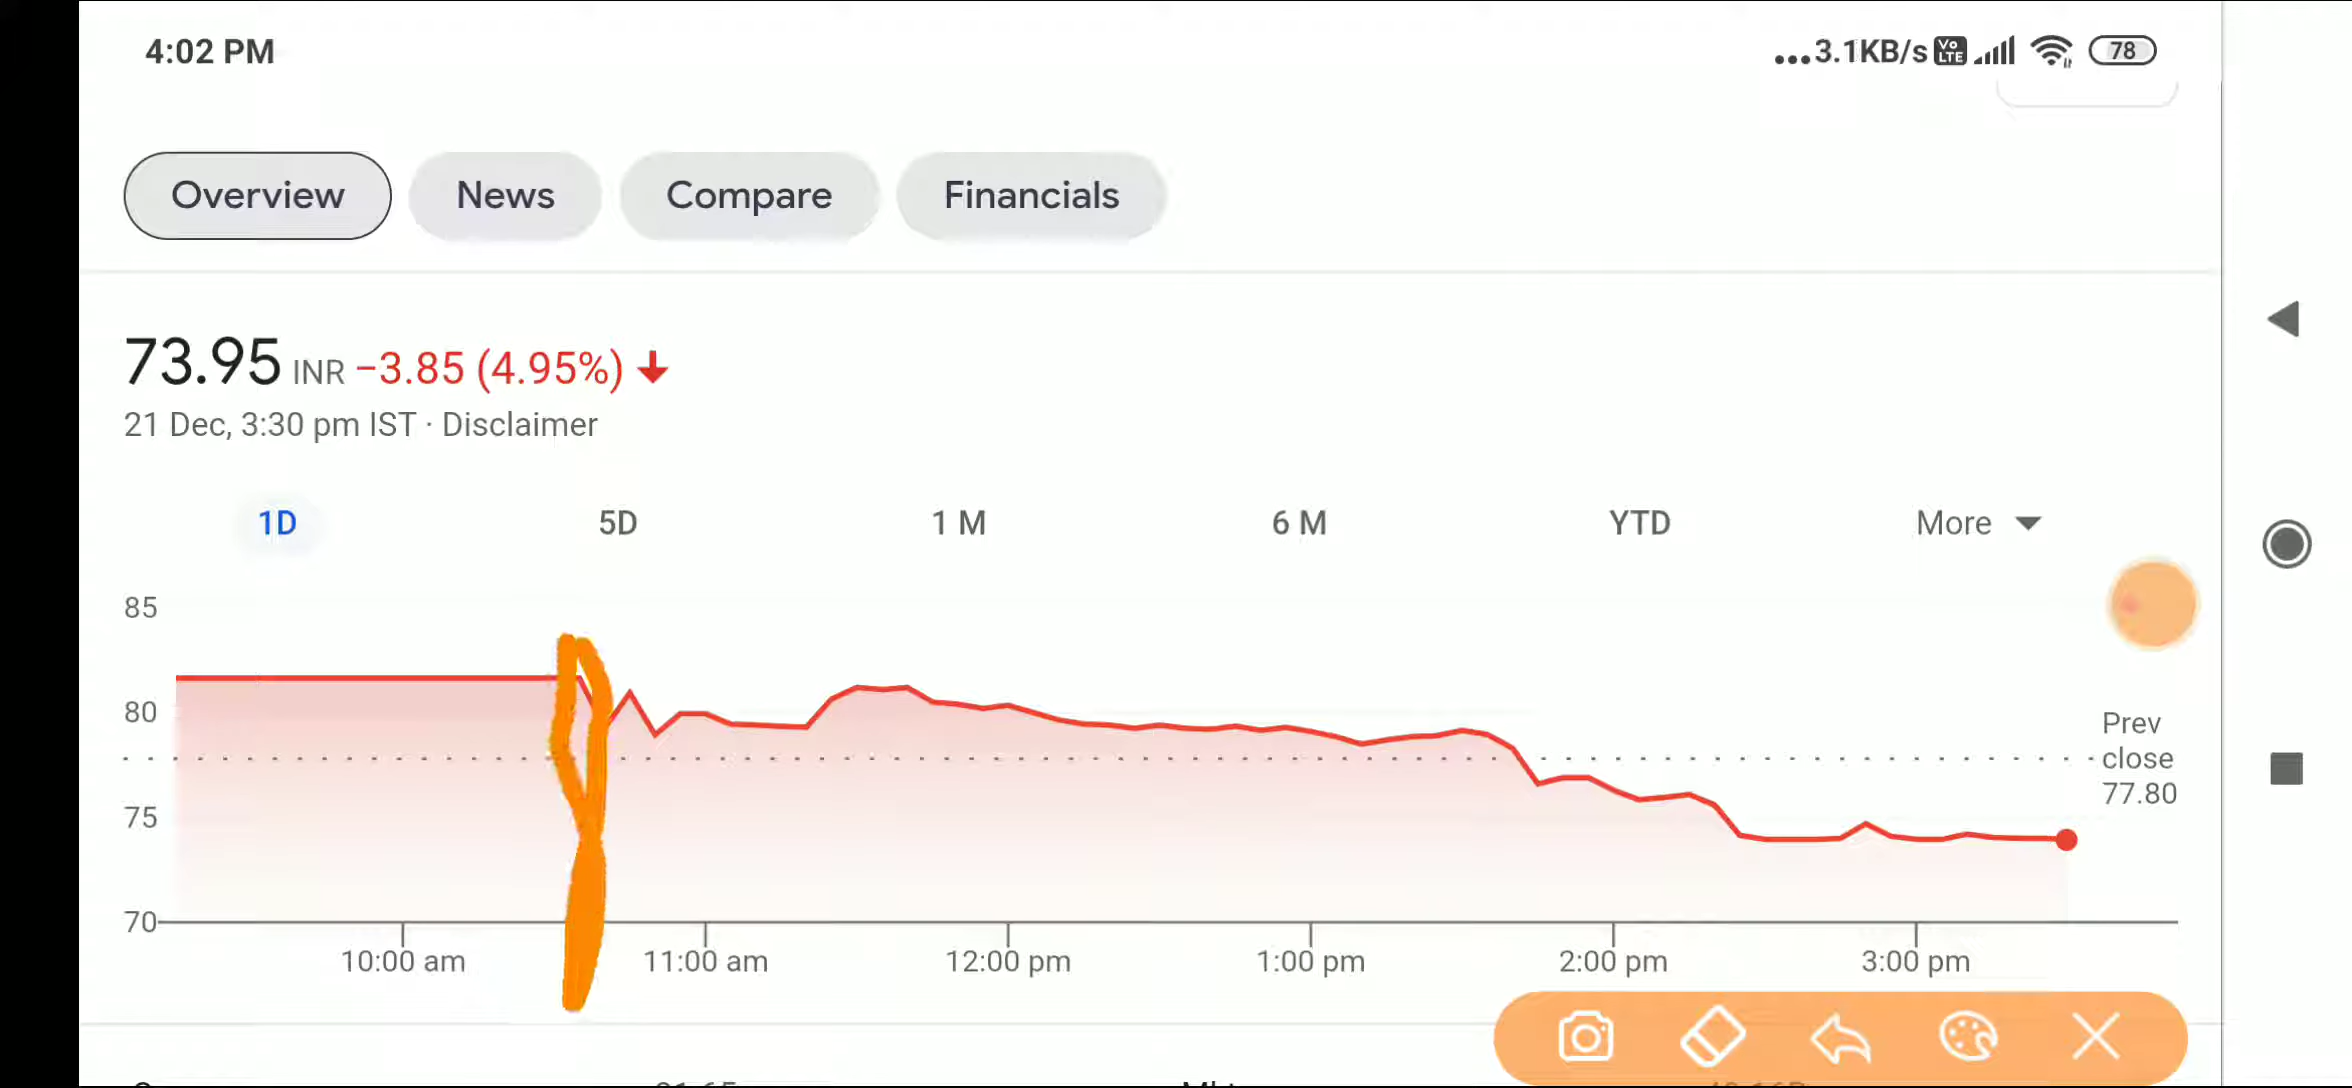 4:02 PM
...3.1KB/s Vo LTE 78
Overview News Compare Financials
73.95 INR −3.85 (4.95%)
21 Dec, 3:30 pm IST · Disclaimer
1D 5D 1 M 6 M YTD More
85
80
75
70
Prev
close
77.80
10:00 am 11:00 am 12:00 pm 1:00 pm 2:00 pm 3:00 pm